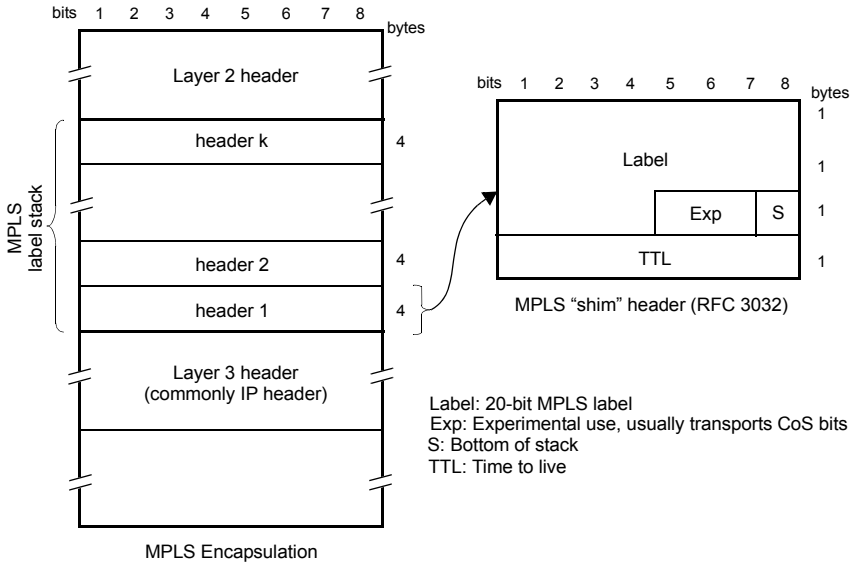 bits 1 2 3 4 5 6 7 8
bytes
Layer 2 header
header k 4
header 2 4
header 1 4
MPLS
label stack
Layer 3 header
(commonly IP header)
MPLS Encapsulation
bits 1 2 3 4 5 6 7 8
bytes
1
Label 1
Exp S 1
TTL 1
MPLS “shim” header (RFC 3032)
Label: 20-bit MPLS label
Exp: Experimental use, usually transports CoS bits
S: Bottom of stack
TTL: Time to live